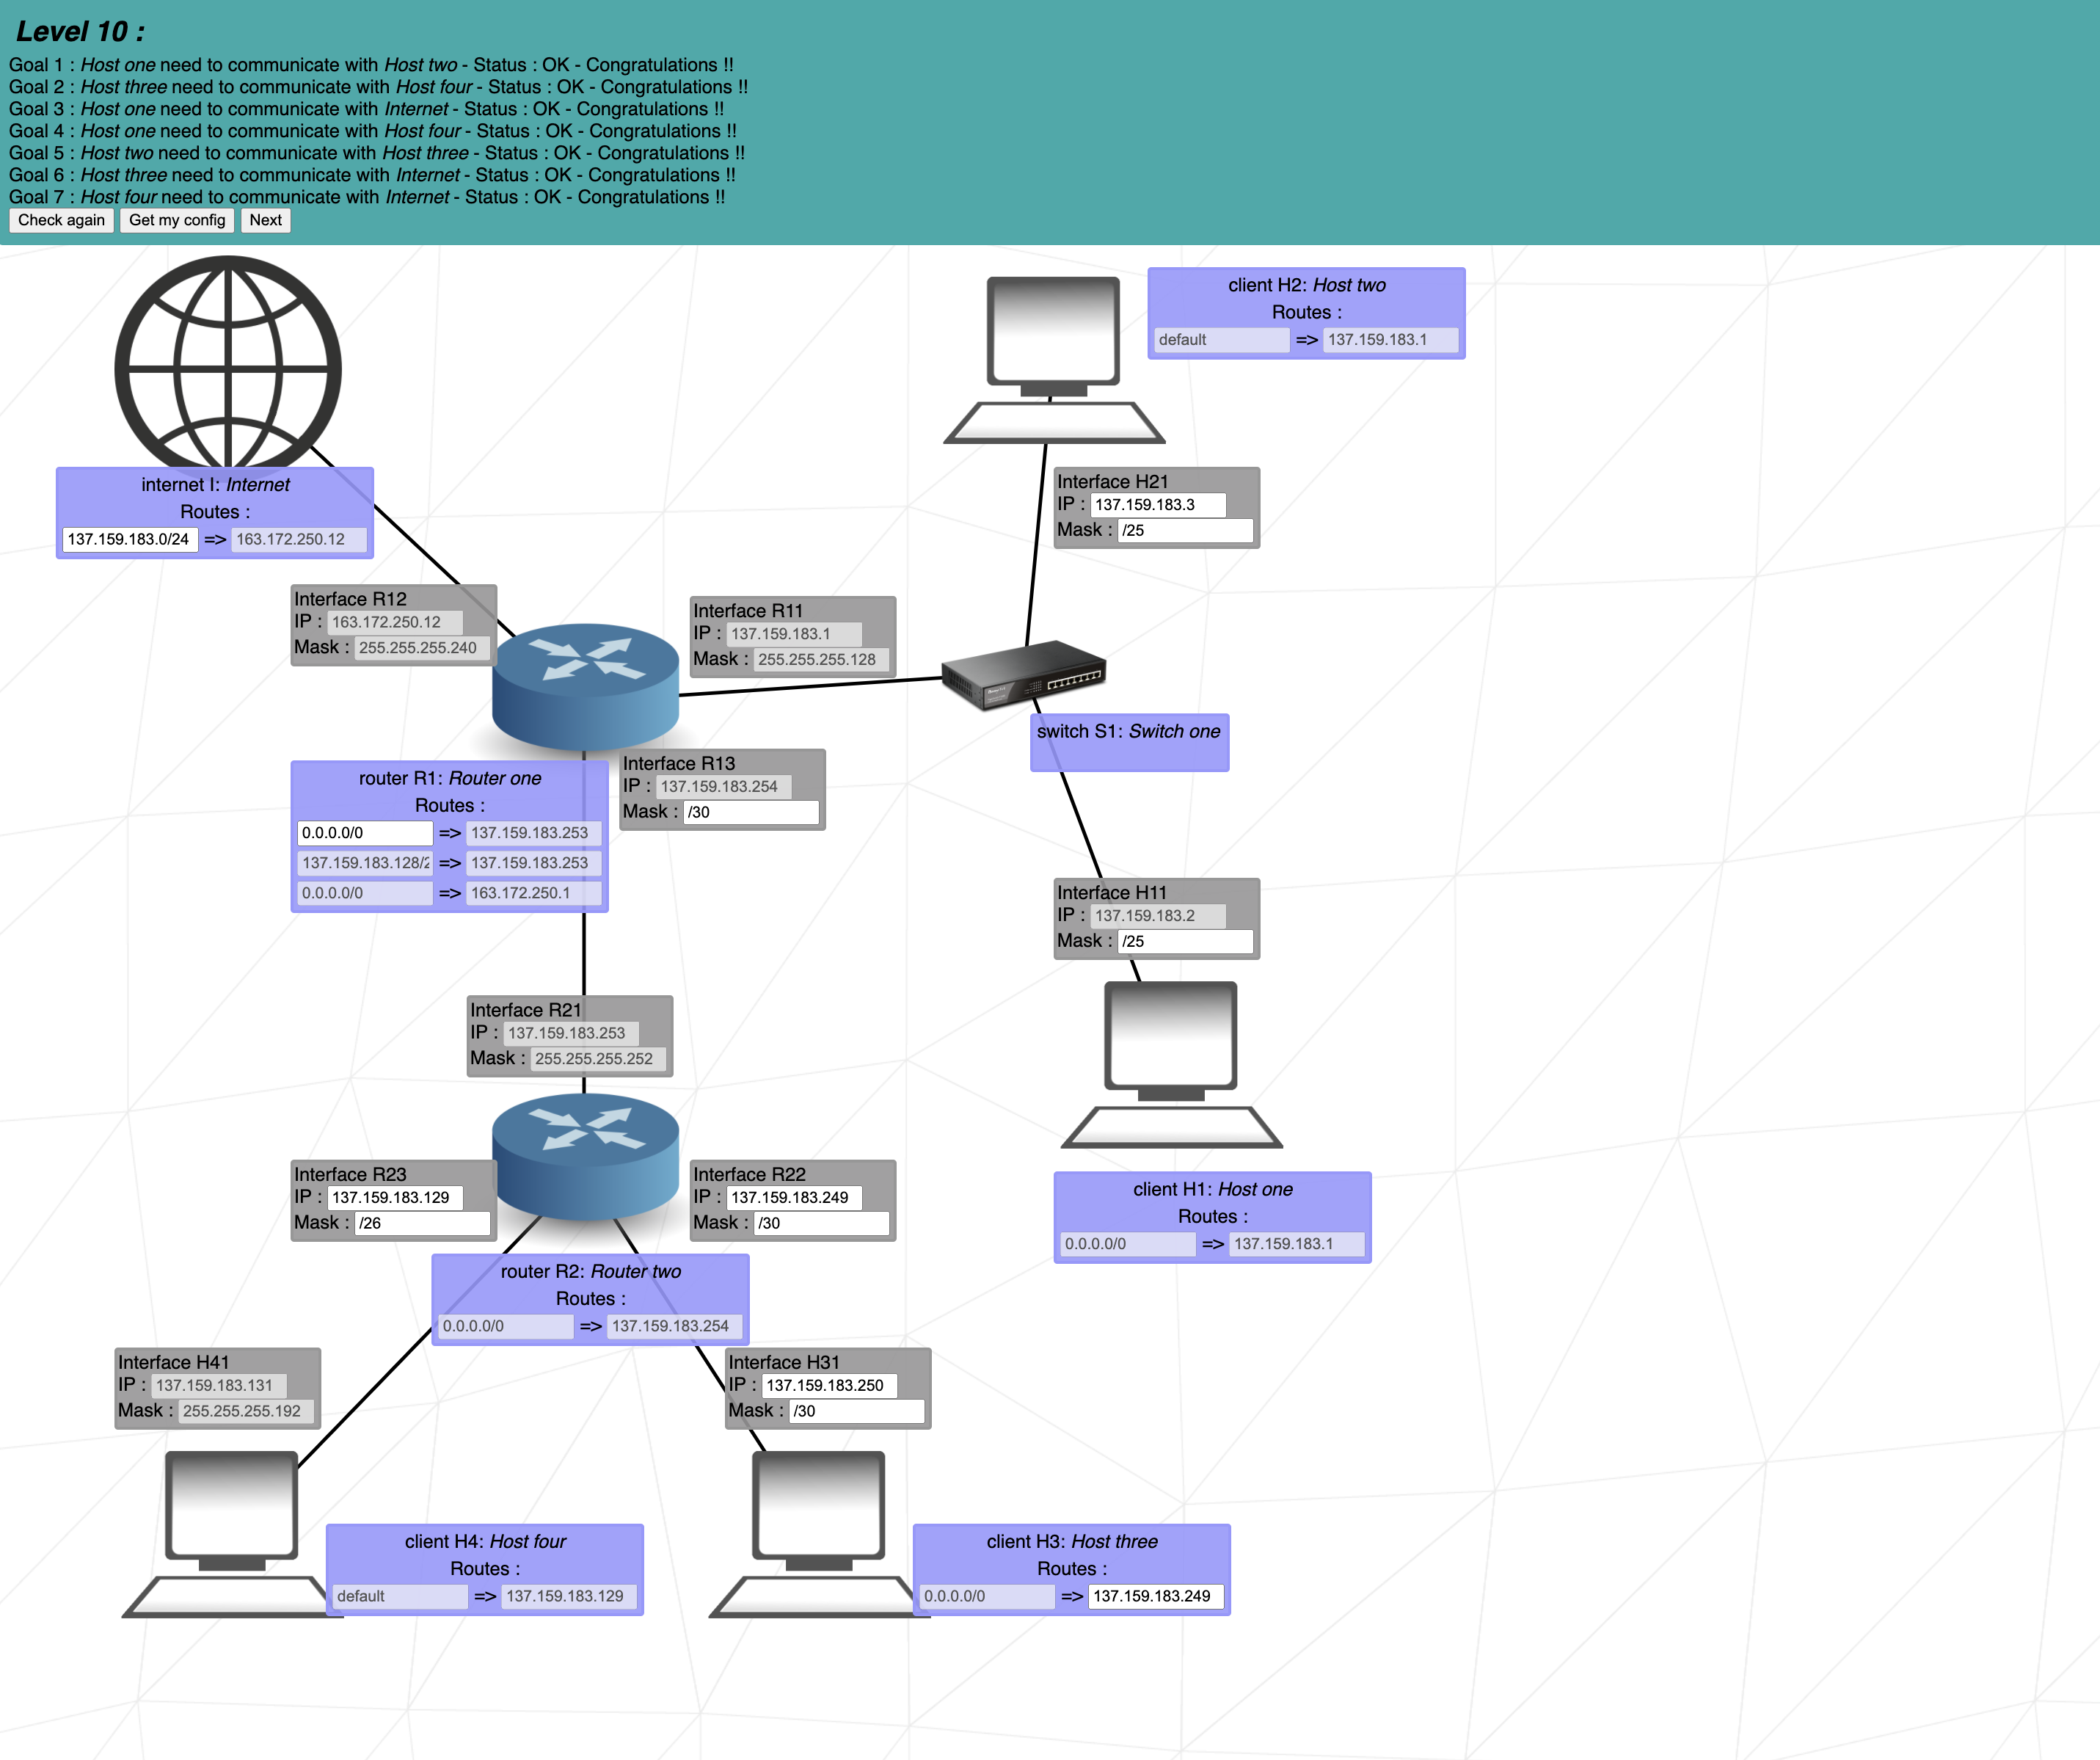 Level 10 :
Goal 1 : Host one need to communicate with Host two - Status : OK - Congratulations !!
Goal 2 : Host three need to communicate with Host four - Status : OK - Congratulations !!
Goal 3 : Host one need to communicate with Internet - Status : OK - Congratulations !!
Goal 4 : Host one need to communicate with Host four - Status : OK - Congratulations !!
Goal 5 : Host two need to communicate with Host three - Status : OK - Congratulations !!
Goal 6 : Host three need to communicate with Internet - Status : OK - Congratulations !!
Goal 7 : Host four need to communicate with Internet - Status : OK - Congratulations !!
Check again Get my config Next
client H2: Host two
Routes :
default => 137.159.183.1
internet I: Internet
Routes :
137.159.183.0/24 => 163.172.250.12
Interface H21
IP : 137.159.183.3
Mask : /25
Interface R12
IP : 163.172.250.12
Mask : 255.255.255.240
Interface R11
IP : 137.159.183.1
Mask : 255.255.255.128
switch S1: Switch one
Interface R13
IP : 137.159.183.254
Mask : /30
router R1: Router one
Routes :
0.0.0.0/0 => 137.159.183.253
137.159.183.128/2 => 137.159.183.253
0.0.0.0/0 => 163.172.250.1
Interface H11
IP : 137.159.183.2
Mask : /25
Interface R21
IP : 137.159.183.253
Mask : 255.255.255.252
Interface R23
IP : 137.159.183.129
Mask : /26
Interface R22
IP : 137.159.183.249
Mask : /30
client H1: Host one
Routes :
0.0.0.0/0 => 137.159.183.1
router R2: Router two
Routes :
0.0.0.0/0 => 137.159.183.254
Interface H41
IP : 137.159.183.131
Mask : 255.255.255.192
Interface H31
IP : 137.159.183.250
Mask : /30
client H4: Host four
Routes :
default => 137.159.183.129
client H3: Host three
Routes :
0.0.0.0/0 => 137.159.183.249